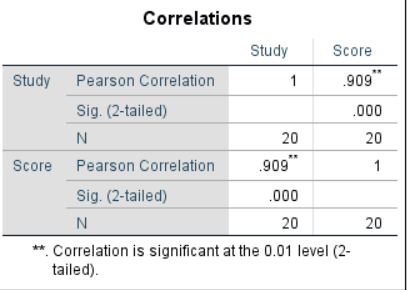 Correlations
Study Score
Study Pearson Correlation 1 .909**
Sig. (2-tailed) .000
N 20 20
Score Pearson Correlation .909** 1
Sig. (2-tailed) .000
N 20 20
**. Correlation is significant at the 0.01 level (2-
tailed).